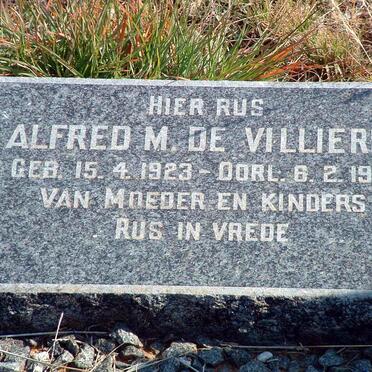 HIER RUS
ALFRED M. DE VILLIER
GEB. 15.4.1923 - OORL. 6.2.19
VAN MOEDER EN KINDERS
RUS IN VREDE